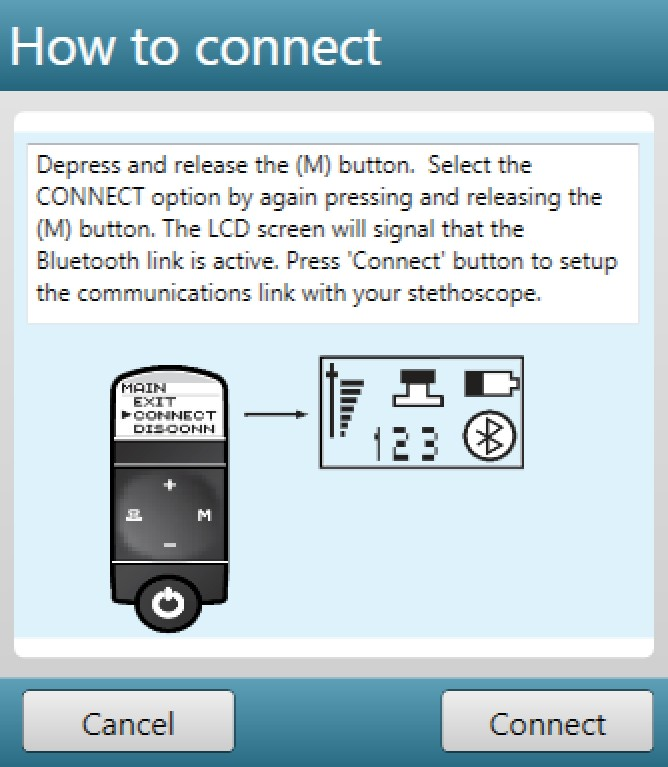 How to connect
Depress and release the (M) button.  Select the
CONNECT option by again pressing and releasing the
(M) button. The LCD screen will signal that the
Bluetooth link is active. Press 'Connect' button to setup
the communications link with your stethoscope.
MAIN
EXIT
CONNECT
DISCONN
123
+
M
−
Cancel
Connect